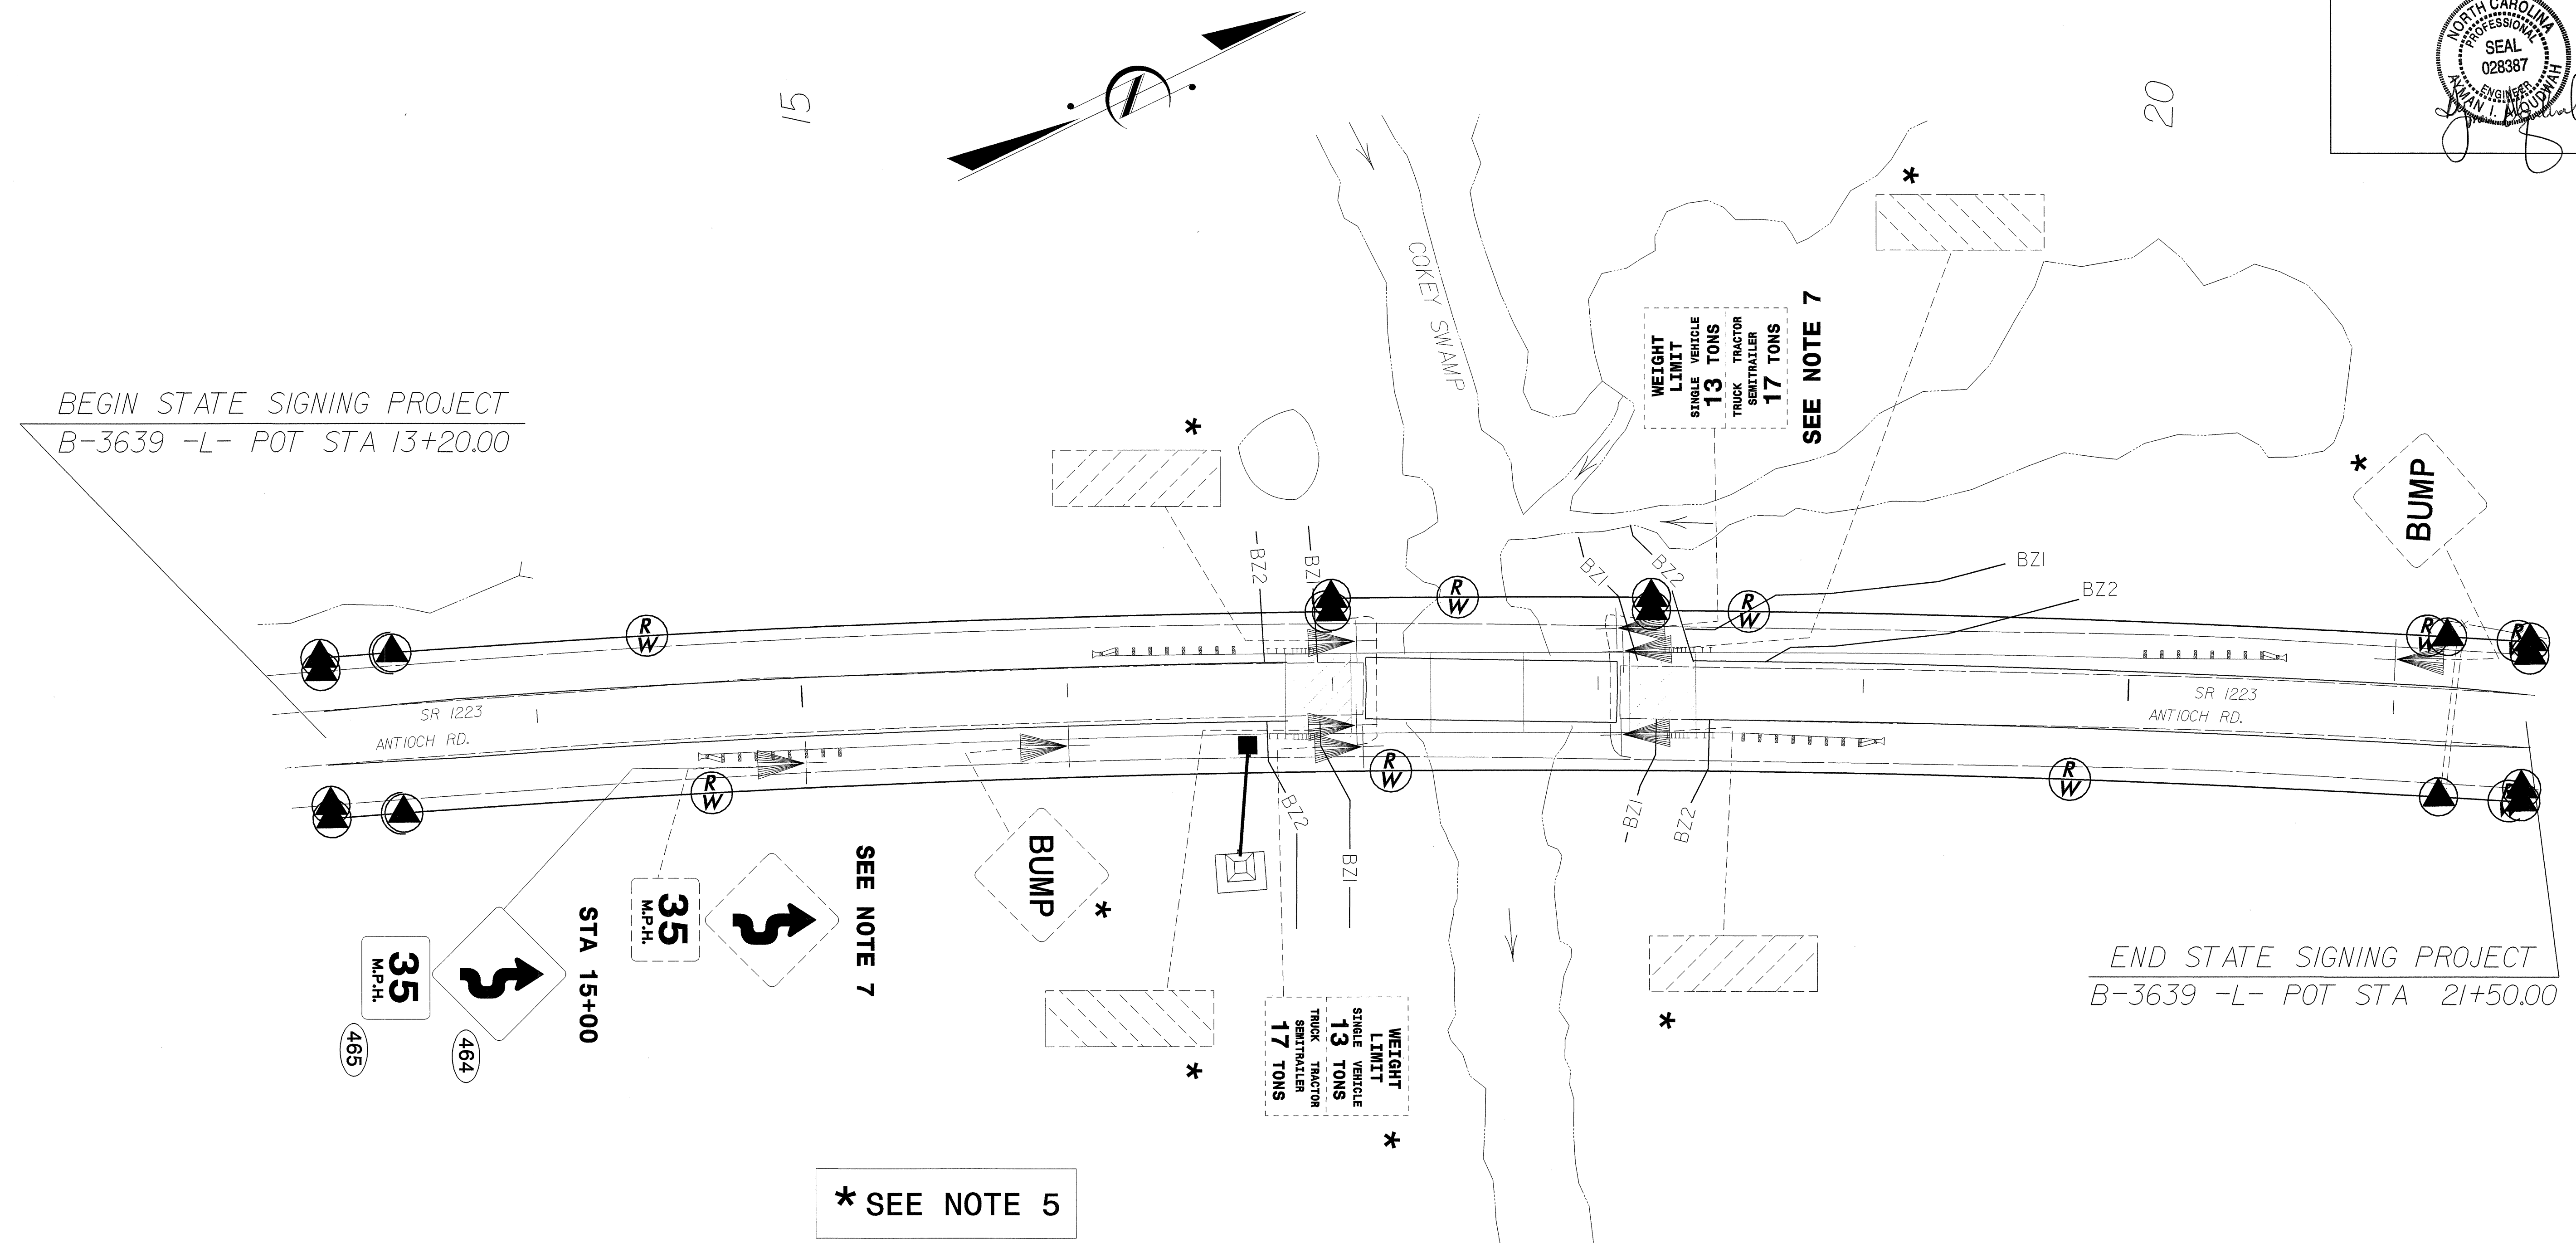 15
20
NORTH CAROLINA
PROFESSIONAL
SEAL
028387
ENGINEER
AYMAN I. ALQUDWAH
BEGIN STATE SIGNING PROJECT
B-3639 -L- POT STA 13+20.00
COKEY SWAMP
WEIGHT
LIMIT
SINGLE VEHICLE
13 TONS
TRUCK TRACTOR
SEMITRAILER
17 TONS
SEE NOTE 7
*
*
*
BUMP
BZ2
BZ1
BZ1
BZ2
BZ1
BZ2
R
W
R
W
R
W
R
W
R
W
SR 1223
ANTIOCH RD.
SR 1223
ANTIOCH RD.
R
W
R
W
R
W
R
W
BZ2
BZ1
BZ1
BZ2
SEE NOTE 7
35
M.P.H.
BUMP
*
STA 15+00
35
M.P.H.
465
464
*
*
WEIGHT
LIMIT
SINGLE VEHICLE
13 TONS
TRUCK TRACTOR
SEMITRAILER
17 TONS
*
END STATE SIGNING PROJECT
B-3639 -L- POT STA 21+50.00
* SEE NOTE 5